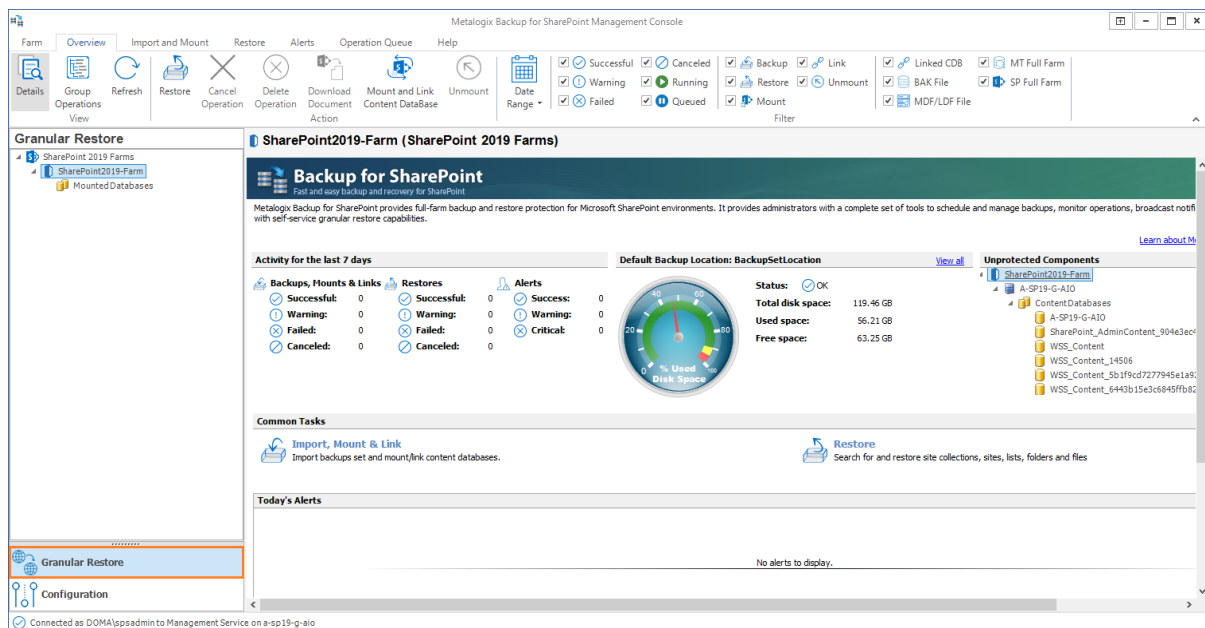 Metalogix Backup for SharePoint Management Console
Farm Overview Import and Mount Restore Alerts Operation Queue Help
Details
Group Operations
Refresh
View
Restore
Cancel Operation
Delete Operation
Download Document
Mount and Link Content DataBase
Unmount
Action
Date Range
Successful Canceled Backup Link Linked CDB MT Full Farm
Warning Running Restore Unmount BAK File SP Full Farm
Failed Queued Mount MDF/LDF File
Filter
Granular Restore
SharePoint 2019 Farms
SharePoint2019-Farm
Mounted Databases
Granular Restore
Configuration
SharePoint2019-Farm (SharePoint 2019 Farms)
Backup for SharePoint
Fast and easy backup and recovery for SharePoint
Metalogix Backup for SharePoint provides full-farm backup and restore protection for Microsoft SharePoint environments. It provides administrators with a complete set of tools to schedule and manage backups, monitor operations, broadcast notifi
with self-service granular restore capabilities.
Learn about M
Activity for the last 7 days
Backups, Mounts & Links
Successful: 0
Warning: 0
Failed: 0
Canceled: 0
Restores
Successful: 0
Warning: 0
Failed: 0
Canceled: 0
Alerts
Success: 0
Warning: 0
Critical: 0
Default Backup Location: BackupSetLocation View all
0 20 40 60 80 100
% Used
Disk Space
Status: OK
Total disk space: 119.46 GB
Used space: 56.21 GB
Free space: 63.25 GB
Unprotected Components
SharePoint2019-Farm
A-SP19-G-AIO
ContentDatabases
A-SP19-G-AIO
SharePoint_AdminContent_904e3ec4
WSS_Content
WSS_Content_14506
WSS_Content_5b1f9cd7277945e1a92
WSS_Content_6443b15e3c6845ffb82
Common Tasks
Import, Mount & Link
Import backups set and mount/link content databases.
Restore
Search for and restore site collections, sites, lists, folders and files
Today's Alerts
No alerts to display.
Connected as DOMA\spsadmin to Management Service on a-sp19-g-aio